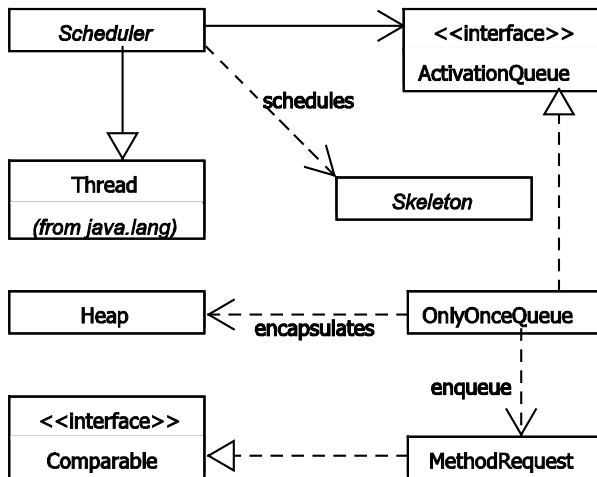 Scheduler
<<interface>>
ActivationQueue
schedules
Thread
(from java.lang)
Skeleton
Heap
encapsulates
OnlyOnceQueue
enqueue
<<interface>>
Comparable
MethodRequest